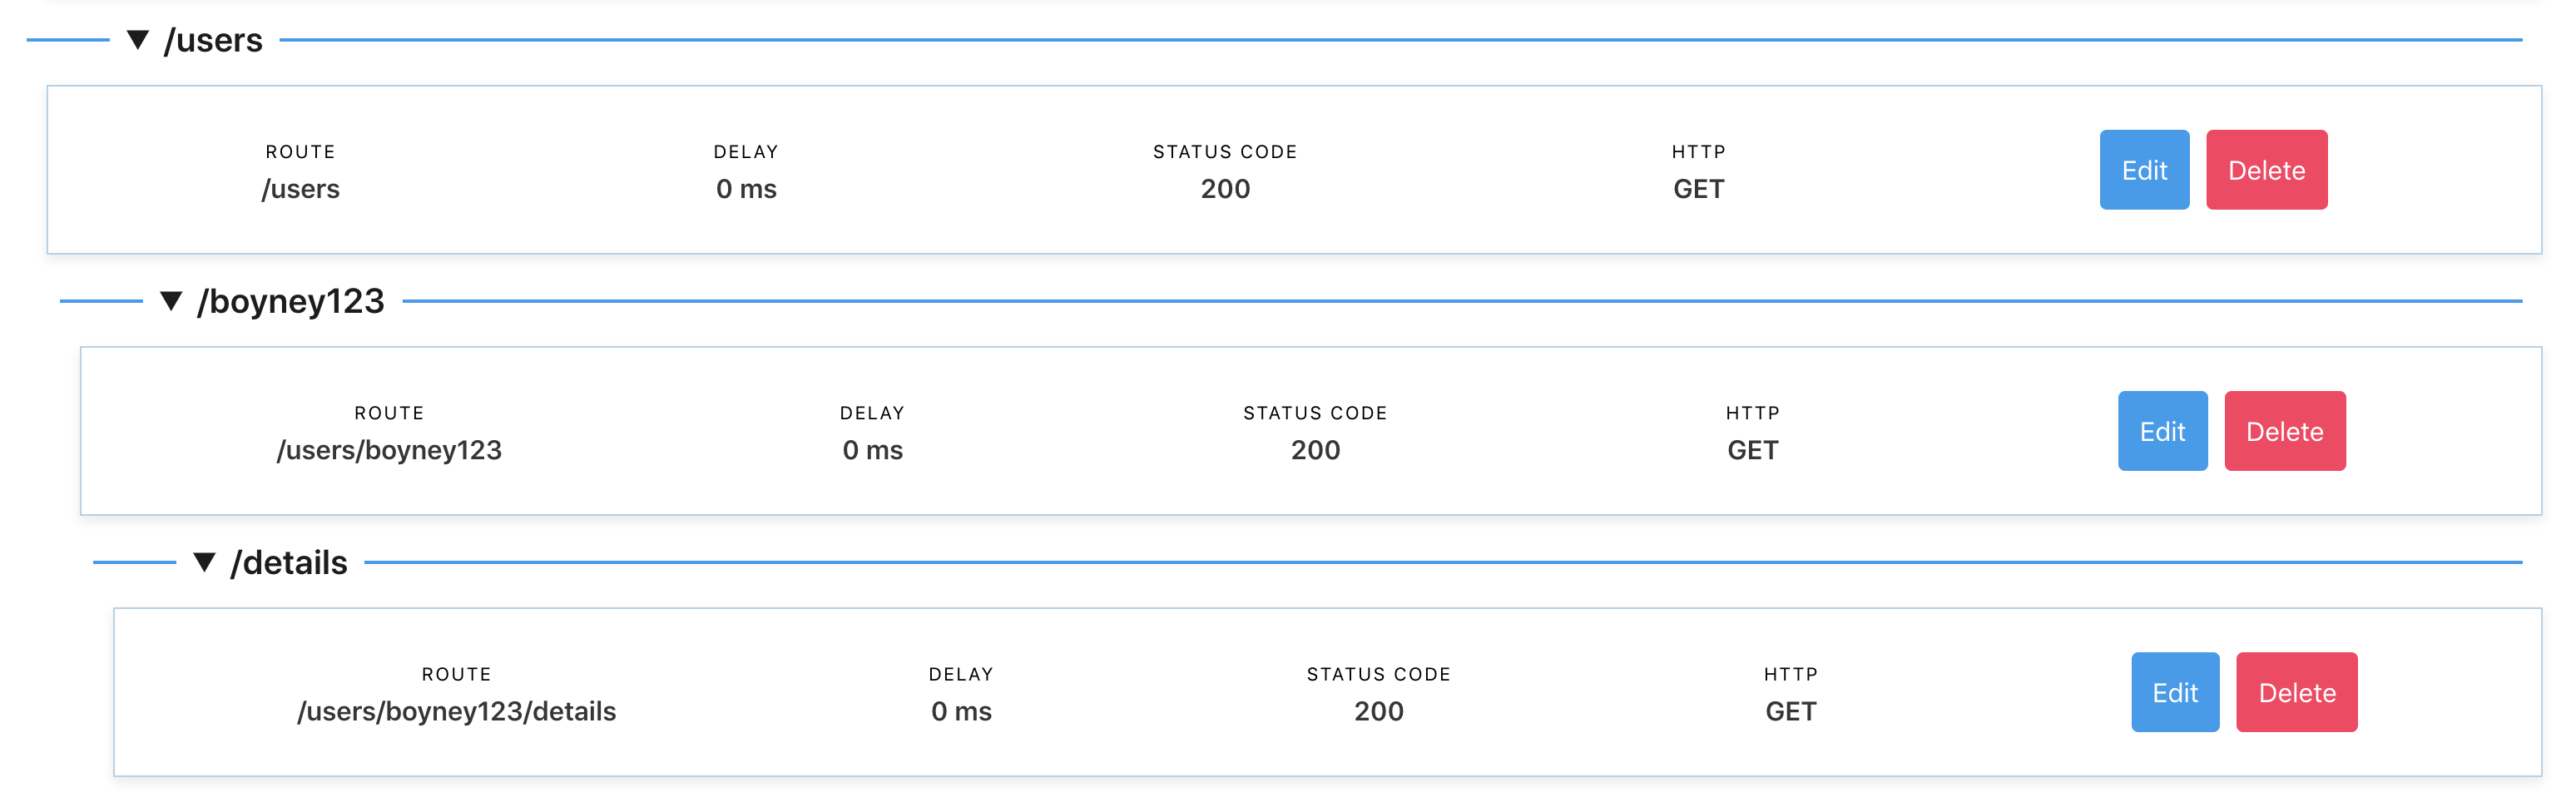 /users
ROUTE DELAY STATUS CODE HTTP Edit Delete
/users 0 ms 200 GET
/boyney123
ROUTE DELAY STATUS CODE HTTP Edit Delete
/users/boyney123 0 ms 200 GET
/details
ROUTE DELAY STATUS CODE HTTP Edit Delete
/users/boyney123/details 0 ms 200 GET